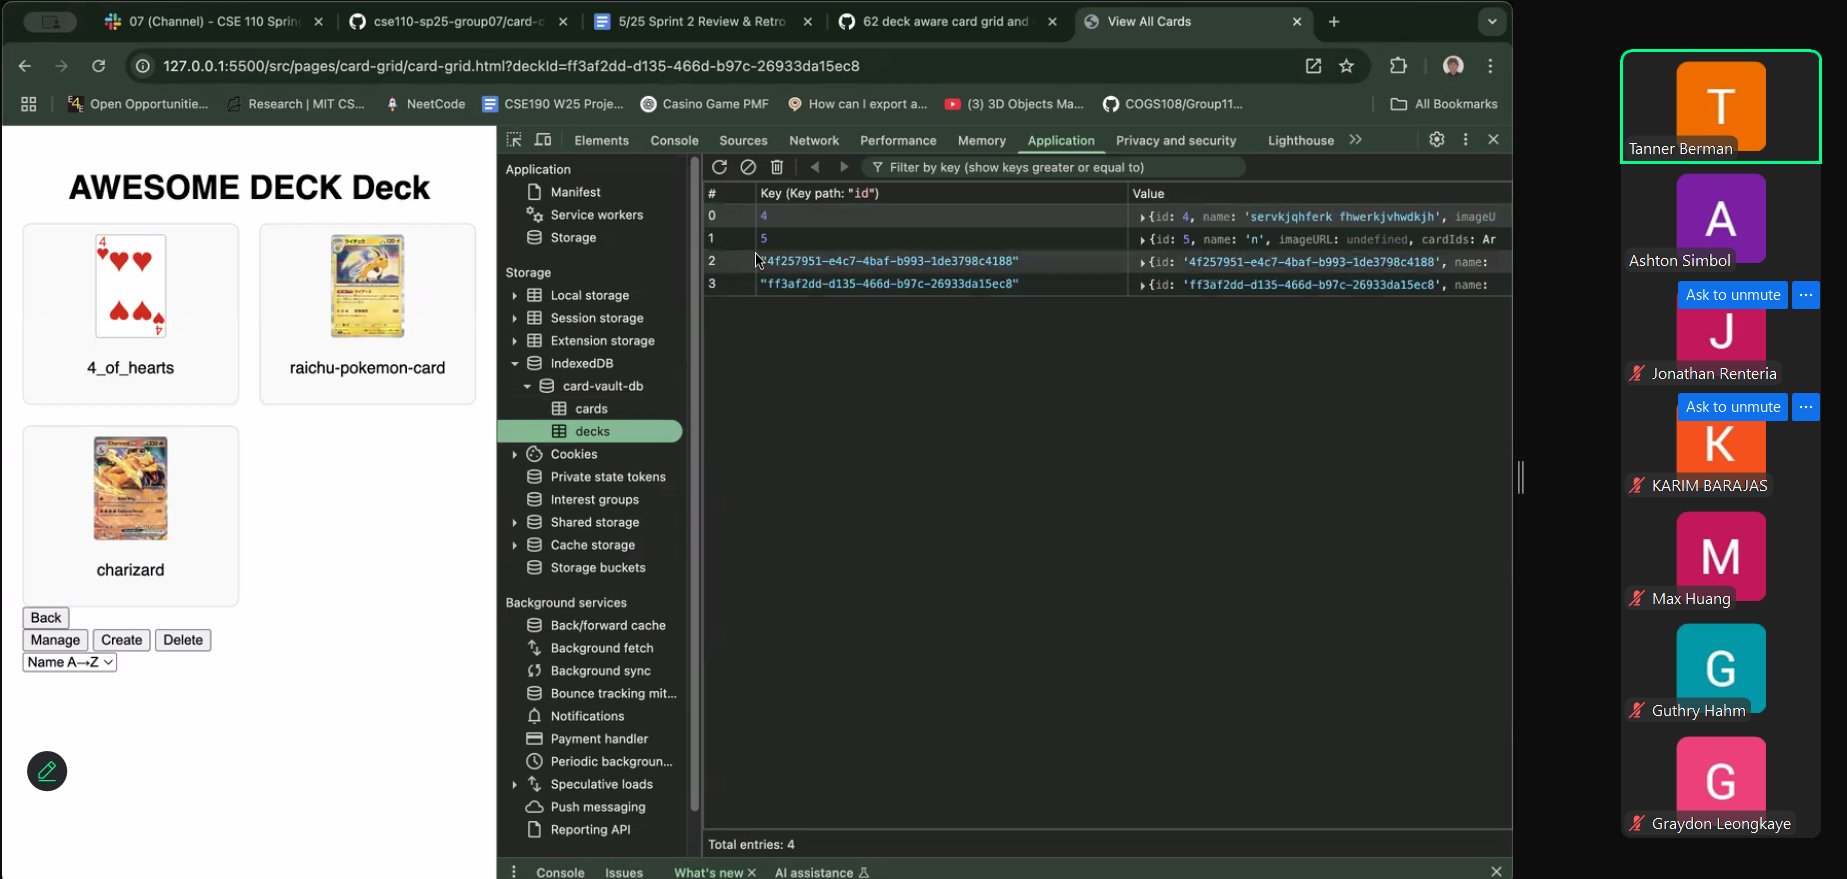 07 (Channel) - CSE 110 Spring
cse110-sp25-group07/card-c
5/25 Sprint 2 Review & Retro
62 deck aware card grid and
View All Cards
127.0.0.1:5500/src/pages/card-grid/card-grid.html?deckId=ff3af2dd-d135-466d-b97c-26933da15ec8
Open Opportunitie...
Research | MIT CS...
NeetCode
CSE190 W25 Proje...
Casino Game PMF
How can I export a...
(3) 3D Objects Ma...
COGS108/Group11...
All Bookmarks
AWESOME DECK Deck
4_of_hearts
raichu-pokemon-card
charizard
Back
Manage Create Delete
Name A→Z
Elements Console Sources Network Performance Memory Application Privacy and security Lighthouse
Application
Manifest
Service workers
Storage
Storage
Local storage
Session storage
Extension storage
IndexedDB
card-vault-db
cards
decks
Cookies
Private state tokens
Interest groups
Shared storage
Cache storage
Storage buckets
Background services
Back/forward cache
Background fetch
Background sync
Bounce tracking mit...
Notifications
Payment handler
Periodic backgroun...
Speculative loads
Push messaging
Reporting API
Filter by key (show keys greater or equal to)
# Key (Key path: "id") Value
0 4 {id: 4, name: 'servkjqhferk fhwerkjvhwdkjh', imageU
1 5 {id: 5, name: 'n', imageURL: undefined, cardIds: Ar
2 "4f257951-e4c7-4baf-b993-1de3798c4188" {id: '4f257951-e4c7-4baf-b993-1de3798c4188', name:
3 "ff3af2dd-d135-466d-b97c-26933da15ec8" {id: 'ff3af2dd-d135-466d-b97c-26933da15ec8', name:
Total entries: 4
Console Issues What's new AI assistance
T
Tanner Berman
A
Ashton Simbol
Ask to unmute ...
J
Jonathan Renteria
Ask to unmute ...
K
KARIM BARAJAS
M
Max Huang
G
Guthry Hahm
G
Graydon Leongkaye